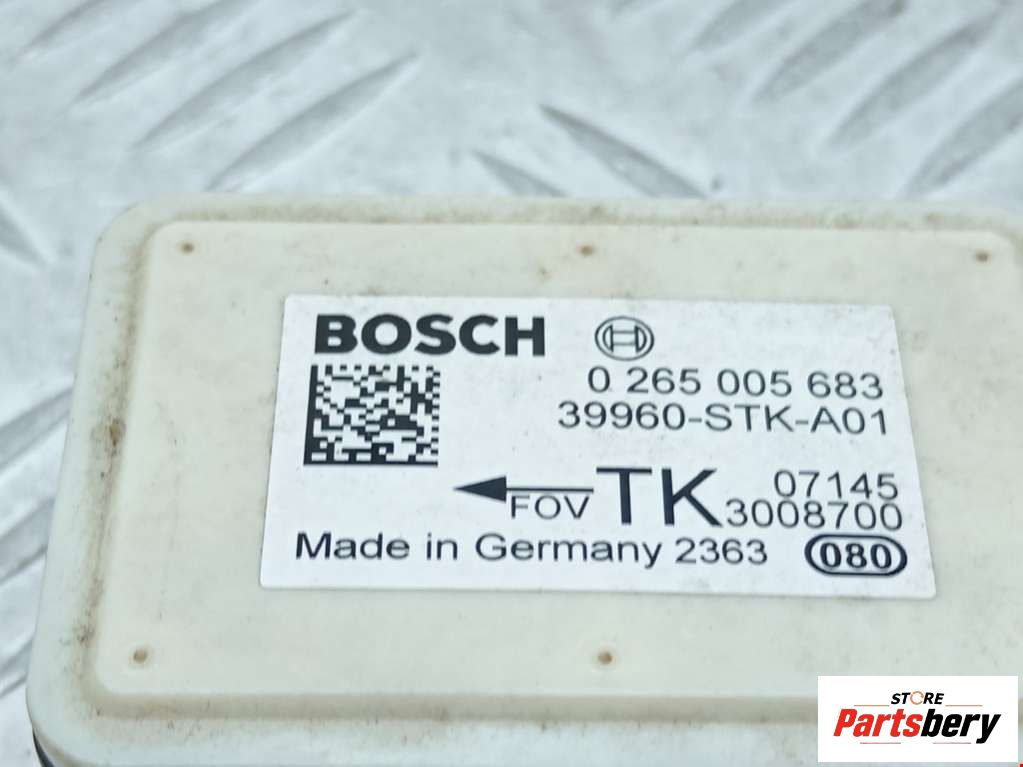 BOSCH
0 265 005 683
39960-STK-A01
07145
FOV TK 3008700
Made in Germany 2363 080
STORE
Partsbery